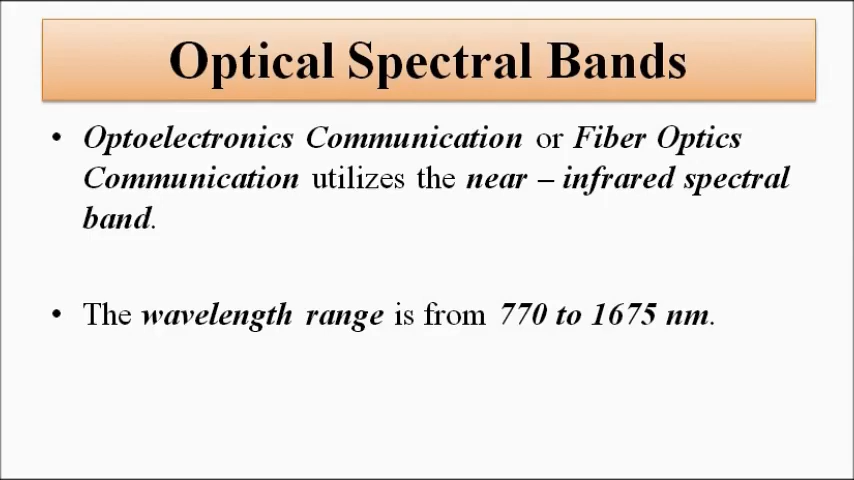 Optical Spectral Bands
• Optoelectronics Communication or Fiber Optics
Communication utilizes the near – infrared spectral
band.
• The wavelength range is from 770 to 1675 nm.